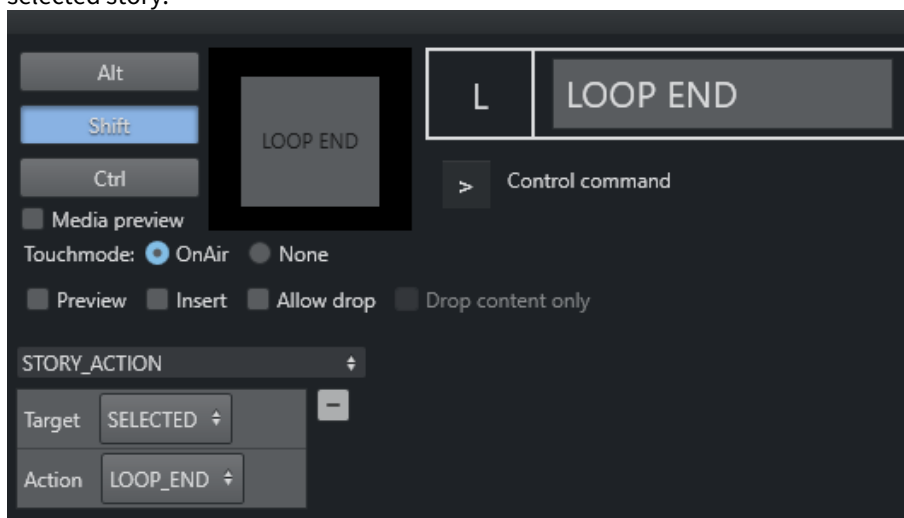 selected story.
Alt
Shift
Ctrl
LOOP END
L
LOOP END
> Control command
Media preview
Touchmode: OnAir None
Preview Insert Allow drop Drop content only
STORY_ACTION
Target SELECTED
Action LOOP_END